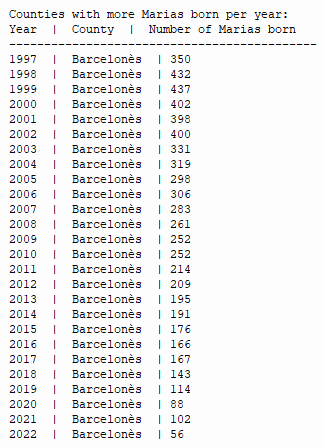 Counties with more Marias born per year:
Year | County | Number of Marias born
--------------------------------------------
1997 | Barcelonès | 350
1998 | Barcelonès | 432
1999 | Barcelonès | 437
2000 | Barcelonès | 402
2001 | Barcelonès | 398
2002 | Barcelonès | 400
2003 | Barcelonès | 331
2004 | Barcelonès | 319
2005 | Barcelonès | 298
2006 | Barcelonès | 306
2007 | Barcelonès | 283
2008 | Barcelonès | 261
2009 | Barcelonès | 252
2010 | Barcelonès | 252
2011 | Barcelonès | 214
2012 | Barcelonès | 209
2013 | Barcelonès | 195
2014 | Barcelonès | 191
2015 | Barcelonès | 176
2016 | Barcelonès | 166
2017 | Barcelonès | 167
2018 | Barcelonès | 143
2019 | Barcelonès | 114
2020 | Barcelonès | 88
2021 | Barcelonès | 102
2022 | Barcelonès | 56